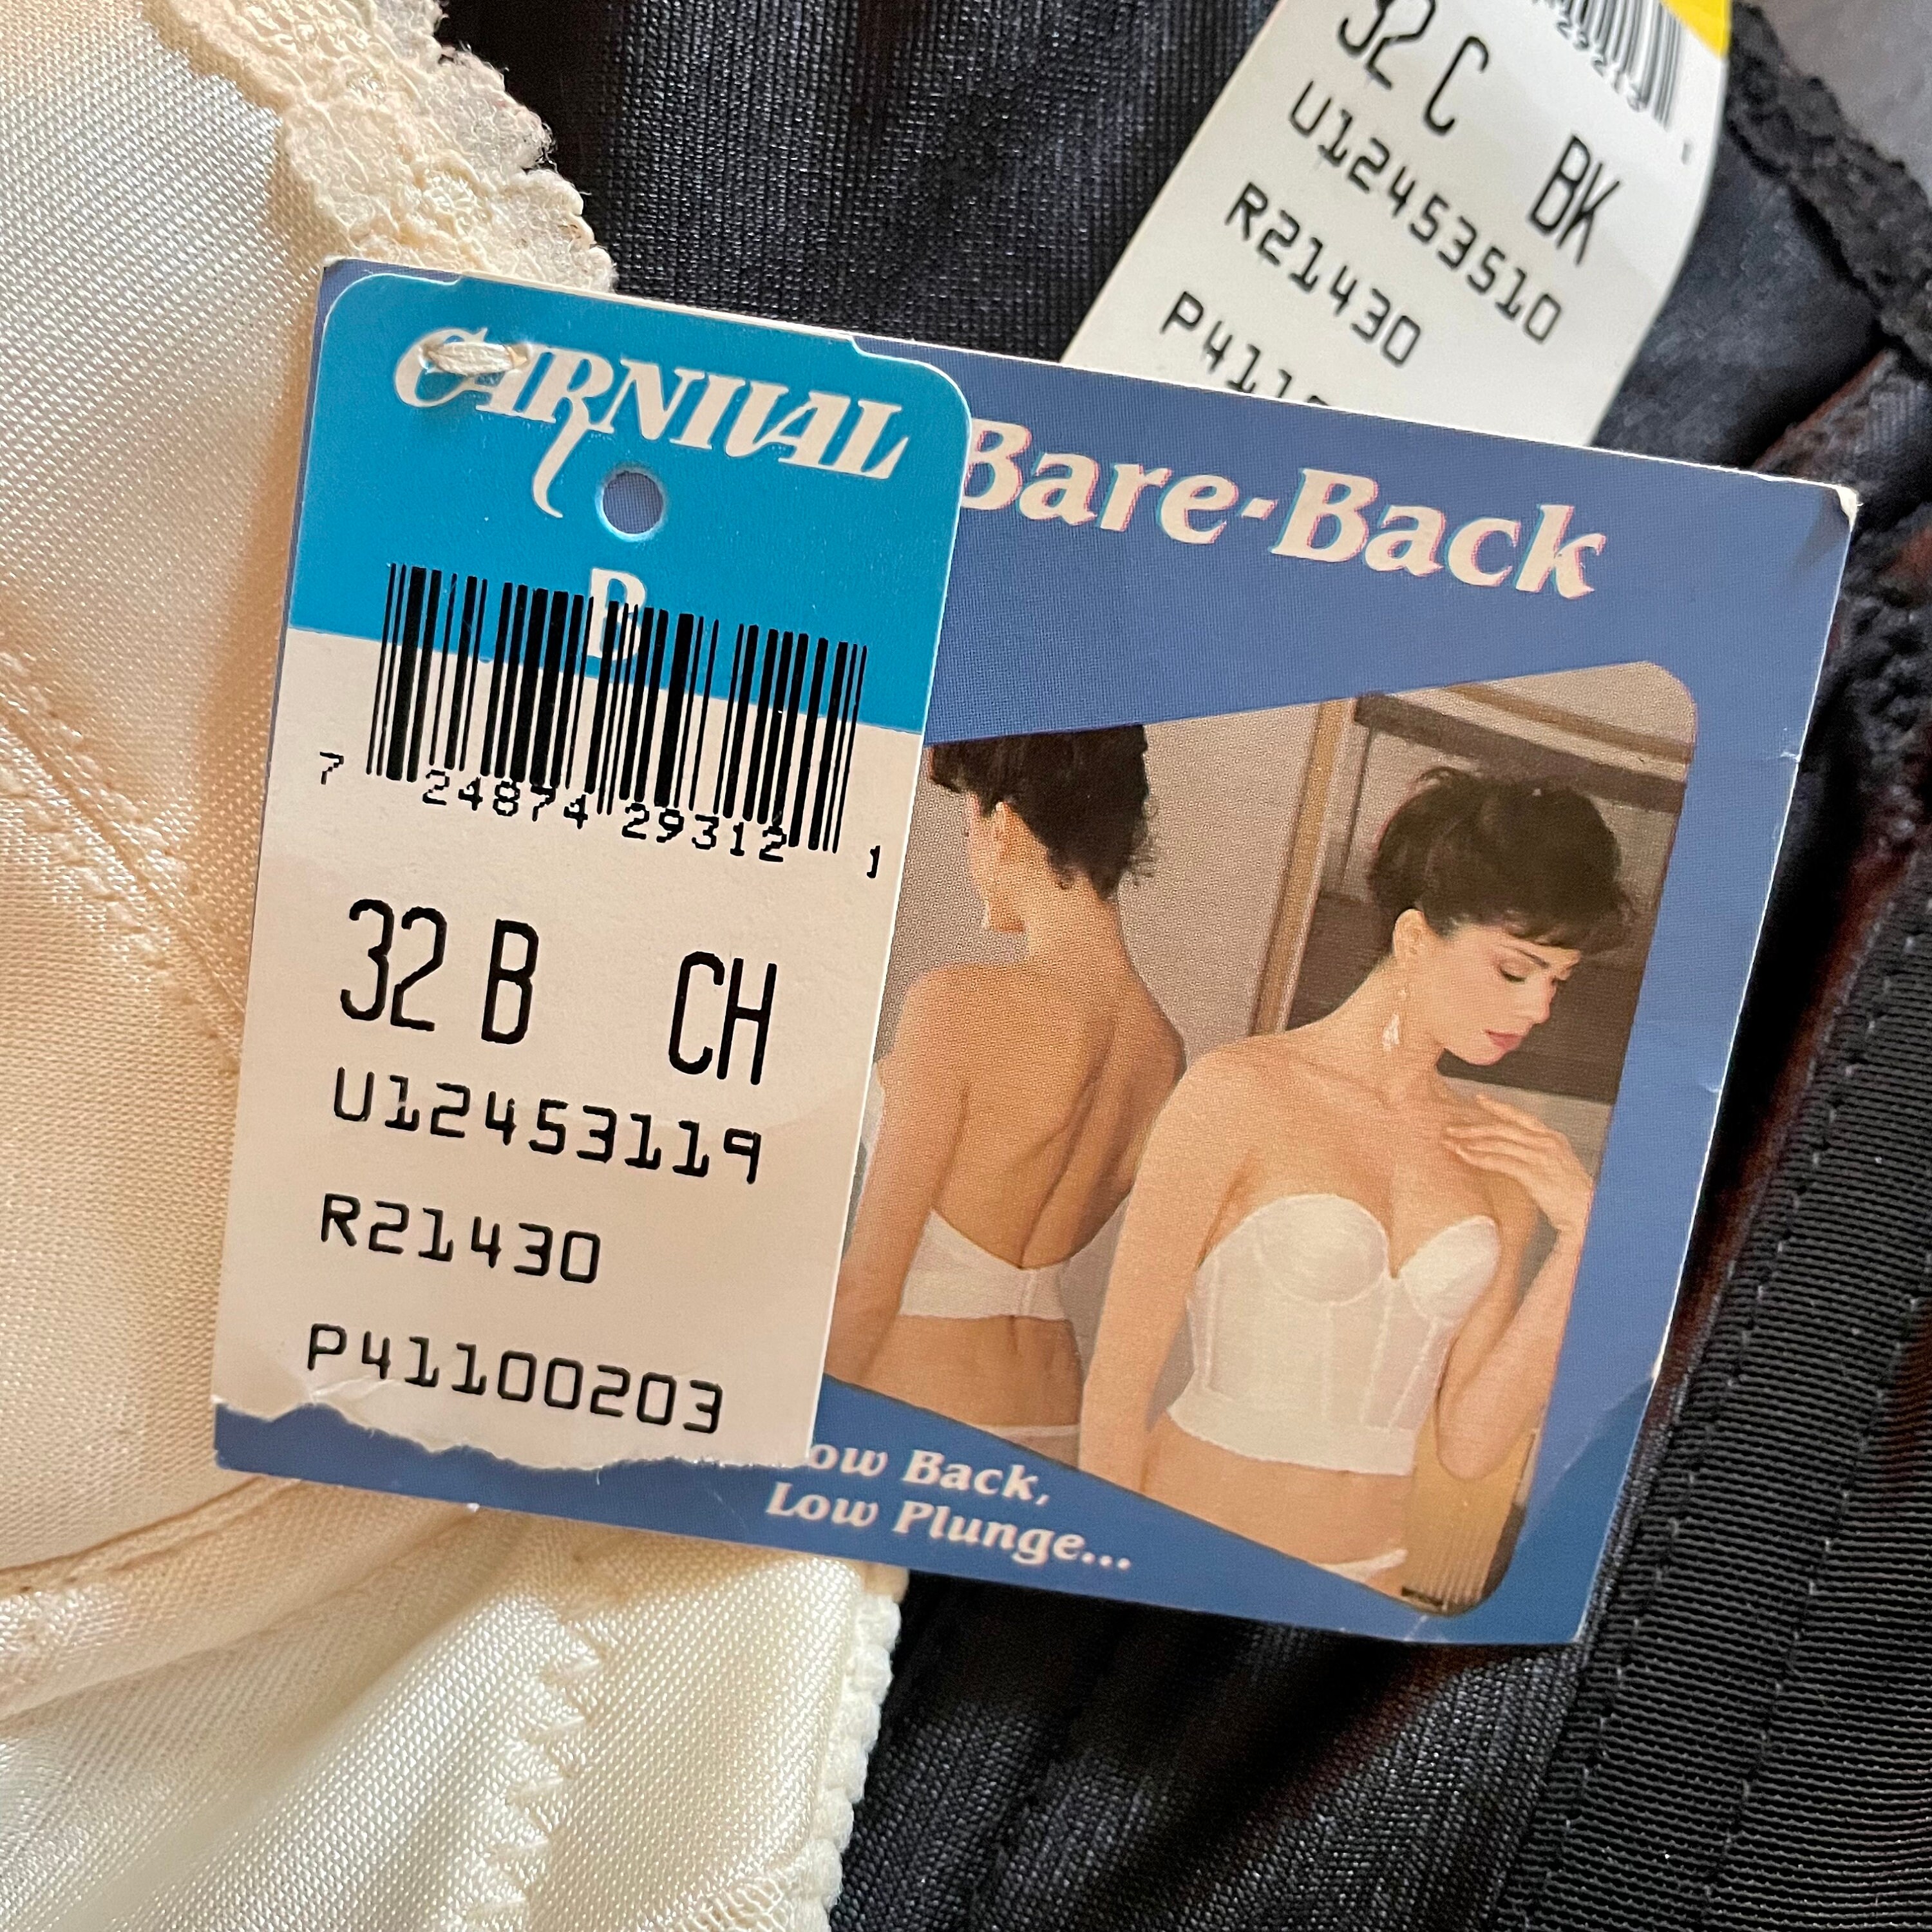 32 C BK
U12453510
R21430
CARNIVAL
Bare-Back
B
7 24874 29312 1
32 B CH
U12453119
R21430
P41100203
Back,
Low Plunge...